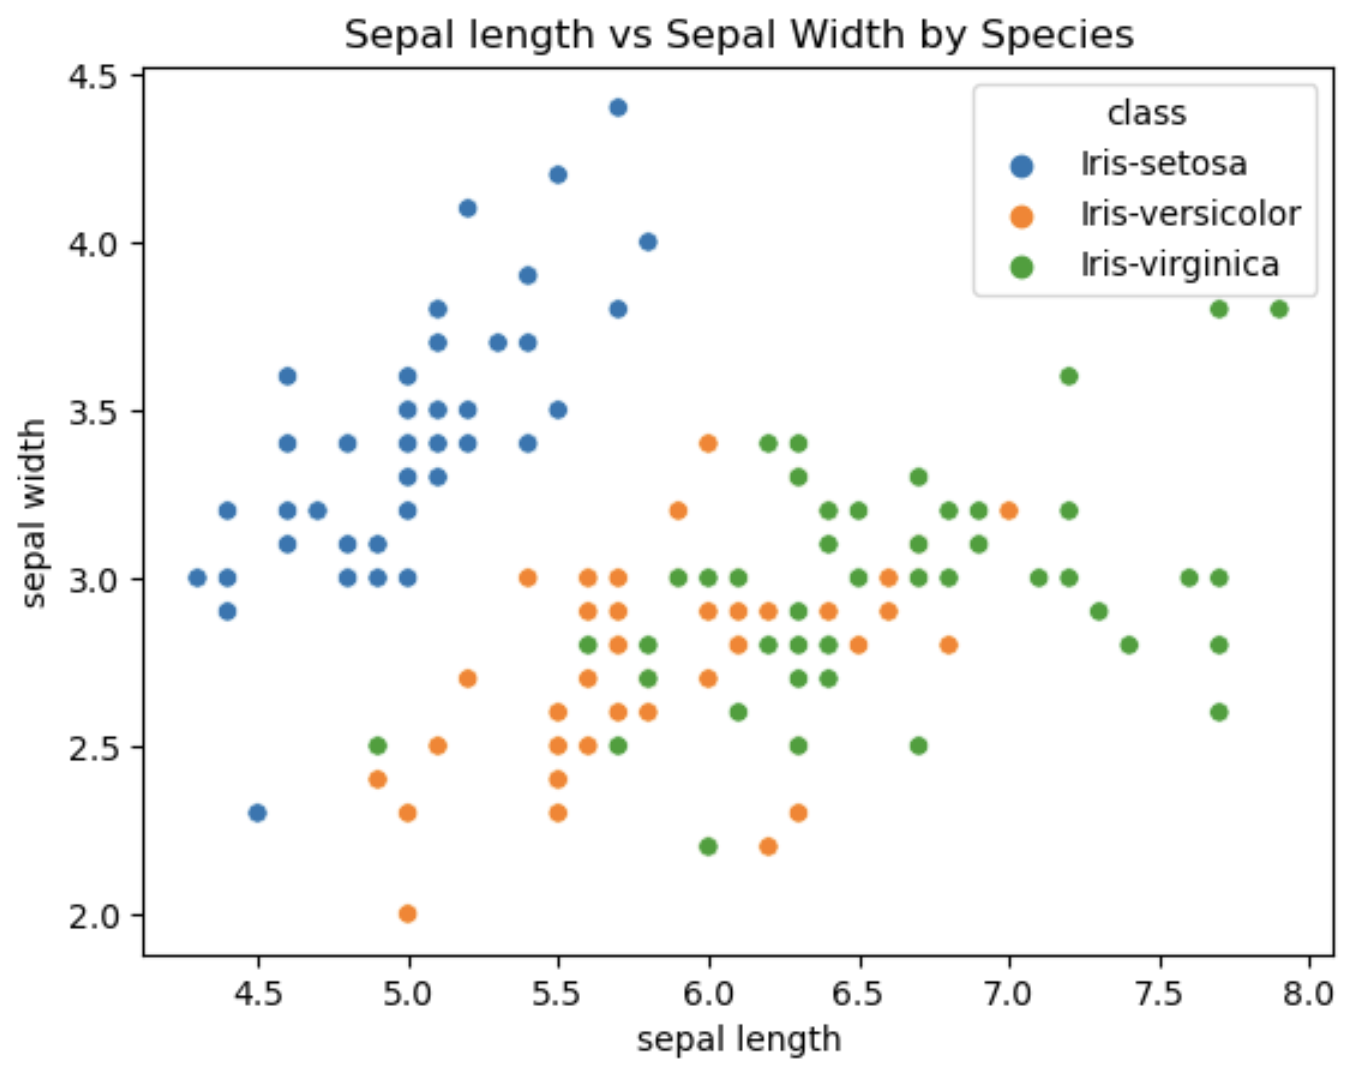 Sepal length vs Sepal Width by Species
4.5
4.0
3.5
3.0
2.5
2.0
sepal width
class
Iris-setosa
Iris-versicolor
Iris-virginica
4.5 5.0 5.5 6.0 6.5 7.0 7.5 8.0
sepal length